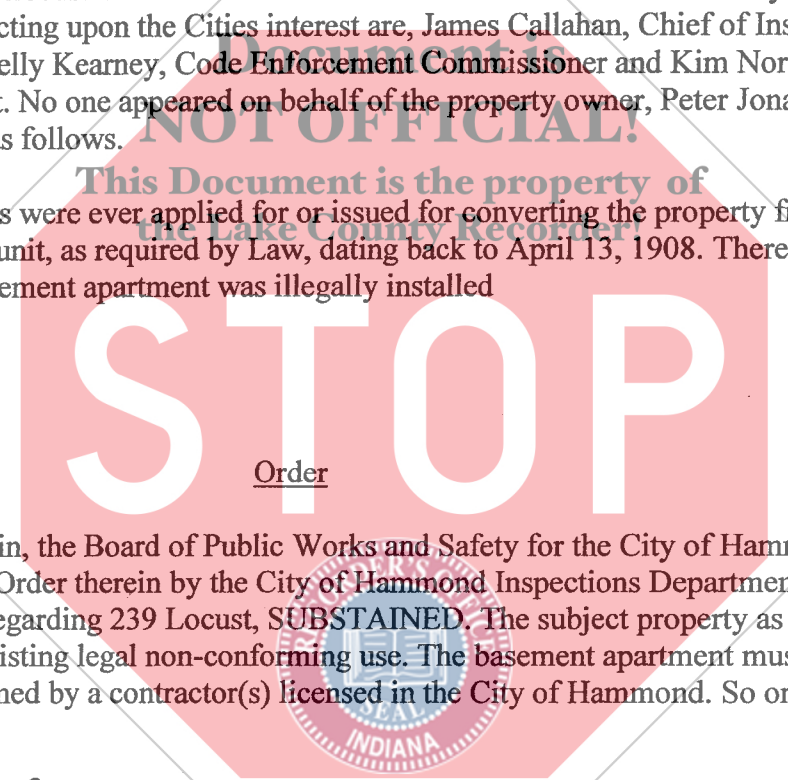 cting upon the Cities interest are, James Callahan, Chief of Ins
elly Kearney, Code Enforcement Commissioner and Kim Nor
Document is
t. No one appeared on behalf of the property owner, Peter Jona
NOT OFFICIAL!
s follows.
This Document is the property of
s were ever applied for or issued for converting the property f
the Lake County Recorder!
unit, as required by Law, dating back to April 13, 1908. There
ement apartment was illegally installed
STOP
Order
in, the Board of Public Works and Safety for the City of Ham
Order therein by the City of Hammond Inspections Departmen
egarding 239 Locust, SUBSTAINED. The subject property as
isting legal non-conforming use. The basement apartment mus
ned by a contractor(s) licensed in the City of Hammond. So or
RECORDER'S OFFICE
SEAL
INDIANA